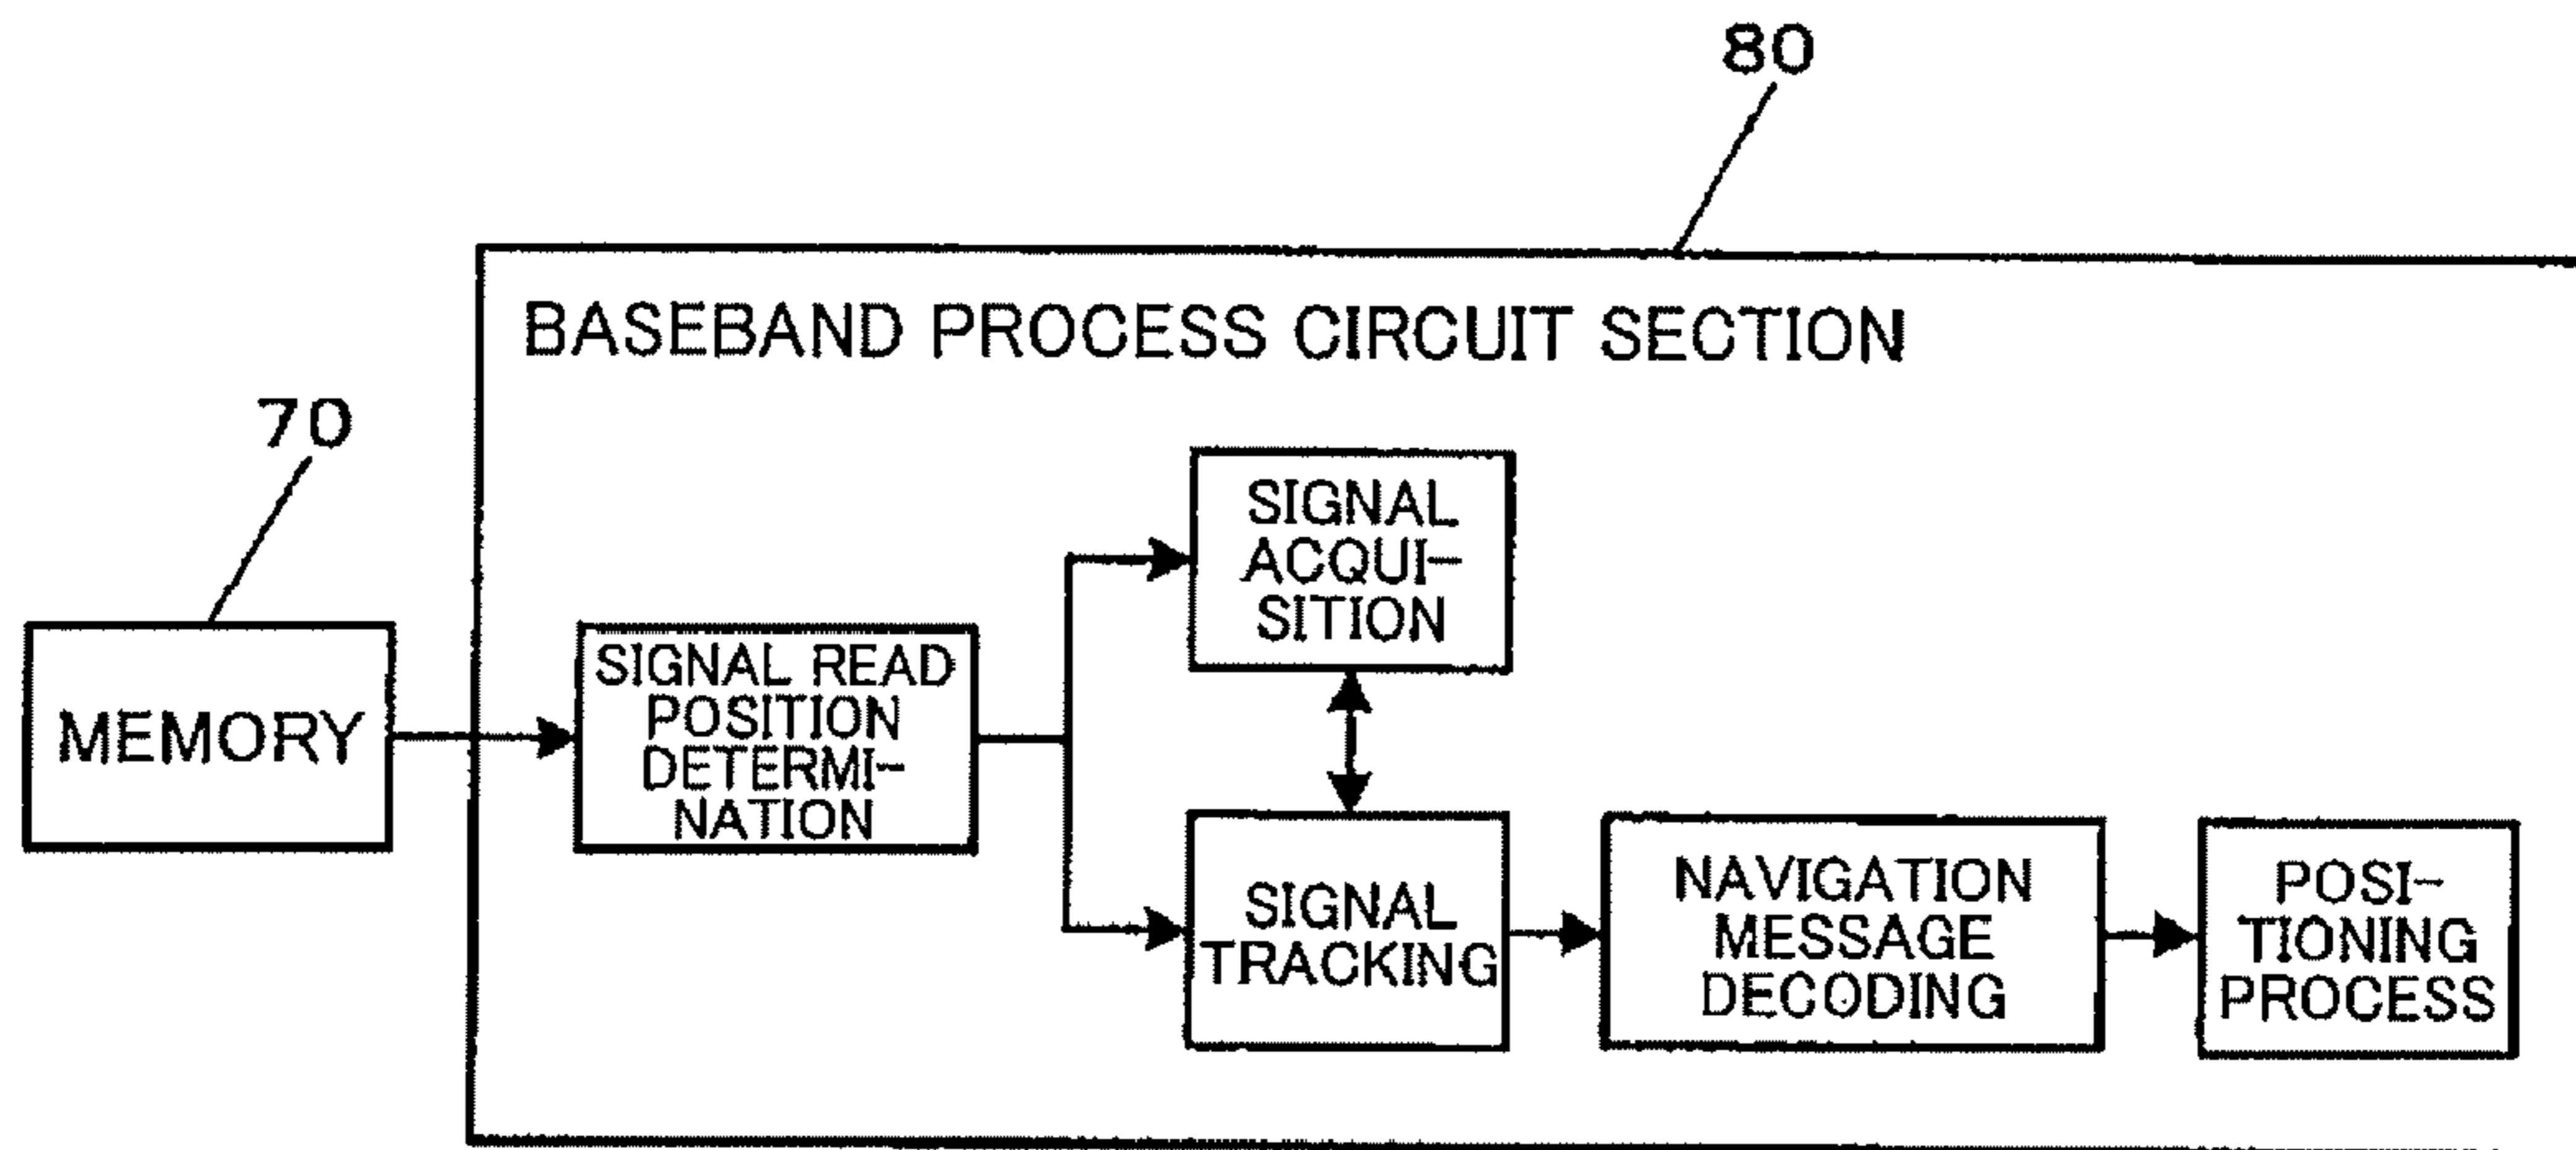 80
BASEBAND PROCESS CIRCUIT SECTION
70
MEMORY
SIGNAL READ
POSITION
DETERMI-
NATION
SIGNAL
ACQUI-
SITION
SIGNAL
TRACKING
NAVIGATION
MESSAGE
DECODING
POSI-
TIONING
PROCESS